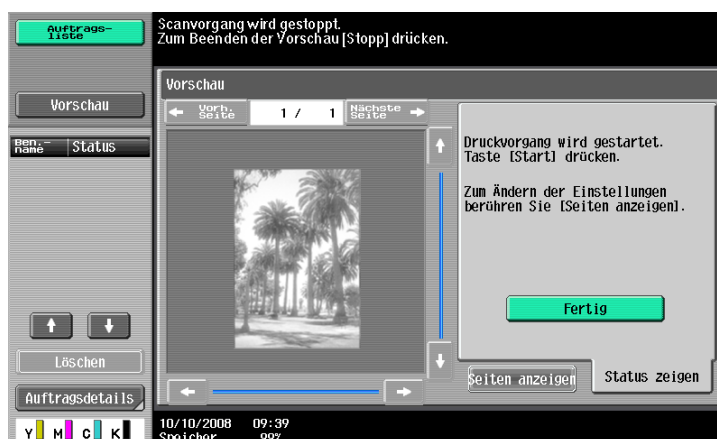 Auftrags-
liste
Scanvorgang wird gestoppt.
Zum Beenden der Vorschau [Stopp] drücken.
Vorschau
Vorschau
Vorh.
Seite
1 / 1
Nächste
Seite
Ben.-
name
Status
Druckvorgang wird gestartet.
Taste [Start] drücken.
Zum Ändern der Einstellungen
berühren Sie [Seiten anzeigen].
Fertig
Löschen
Seiten anzeigen
Status zeigen
Auftragsdetails
10/10/2008 09:39
Speicher 99%
Y M C K